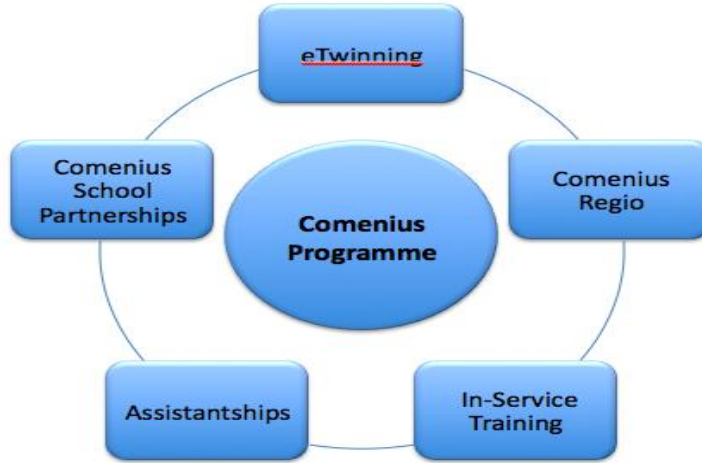 eTwinning
Comenius
School
Partnerships
Comenius
Regio
Comenius
Programme
Assistantships
In-Service
Training